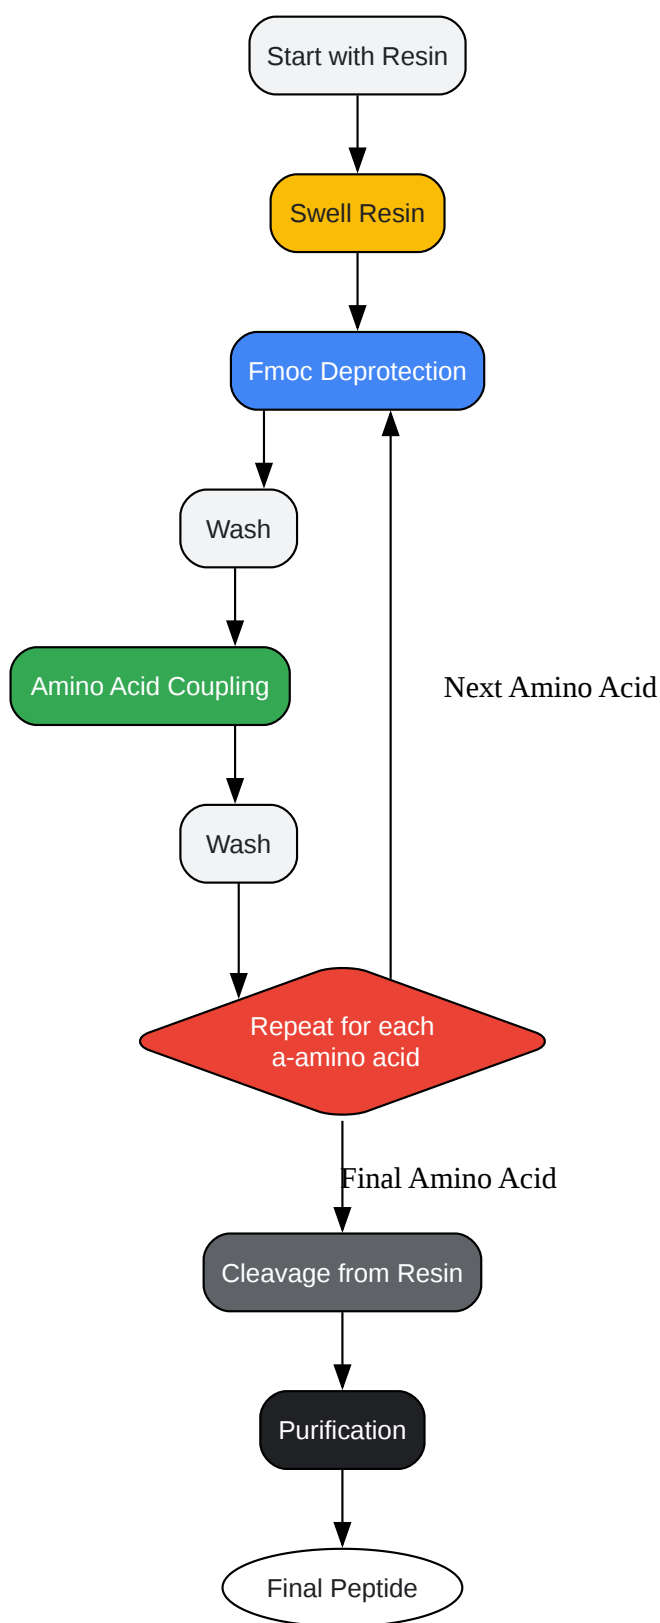 Start with Resin
Swell Resin
Fmoc Deprotection
Wash
Amino Acid Coupling
Next Amino Acid
Wash
Repeat for each
a-amino acid
Final Amino Acid
Cleavage from Resin
Purification
Final Peptide